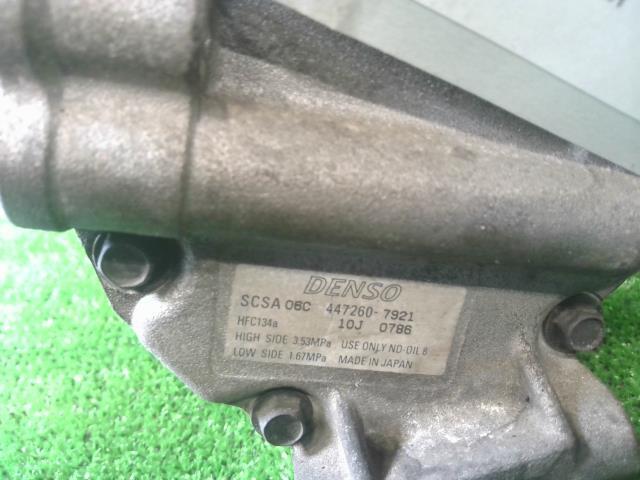 DENSO
SCSA 06C 447260-7921
HFC134a 10J 0786
HIGH SIDE 3.53MPa USE ONLY ND-OIL 8
LOW SIDE 1.67MPa MADE IN JAPAN